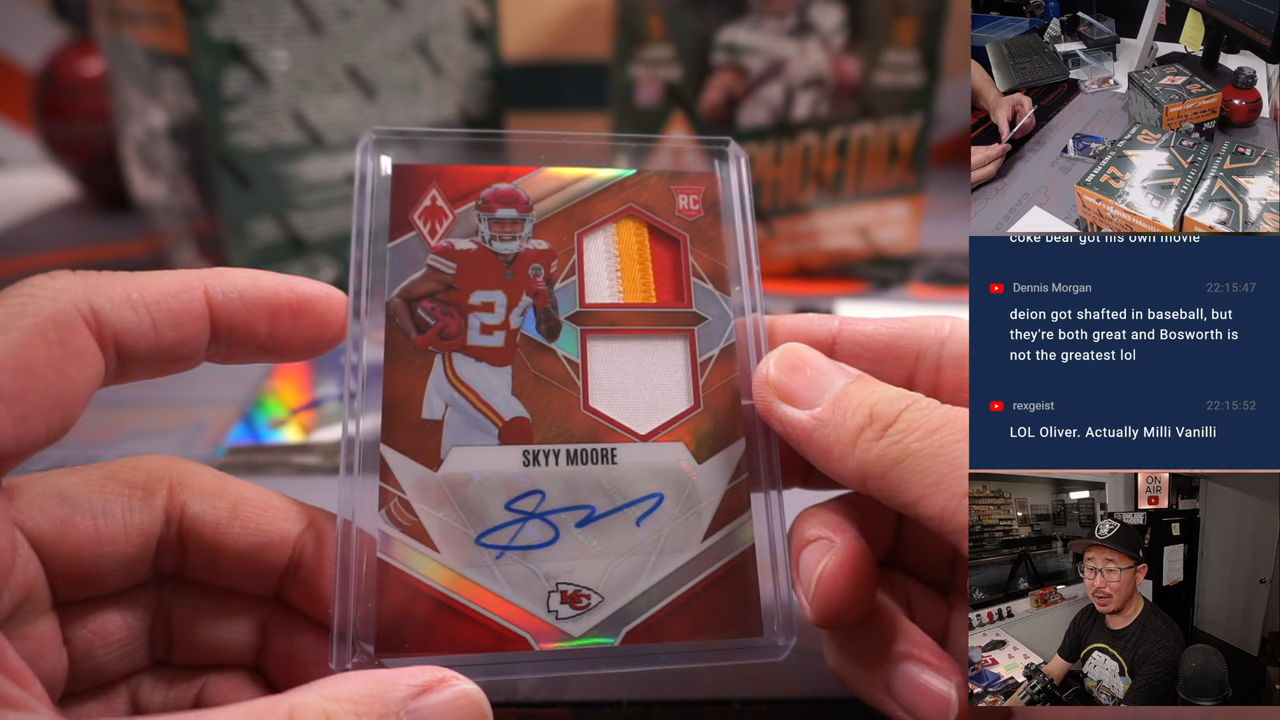 PHOENIX
RC
24
SKYY MOORE
KC
coke bear got his own movie
Dennis Morgan 22:15:47
deion got shafted in baseball, but
they're both great and Bosworth is
not the greatest lol
rexgeist 22:15:52
LOL Oliver. Actually Milli Vanilli
ON
AIR